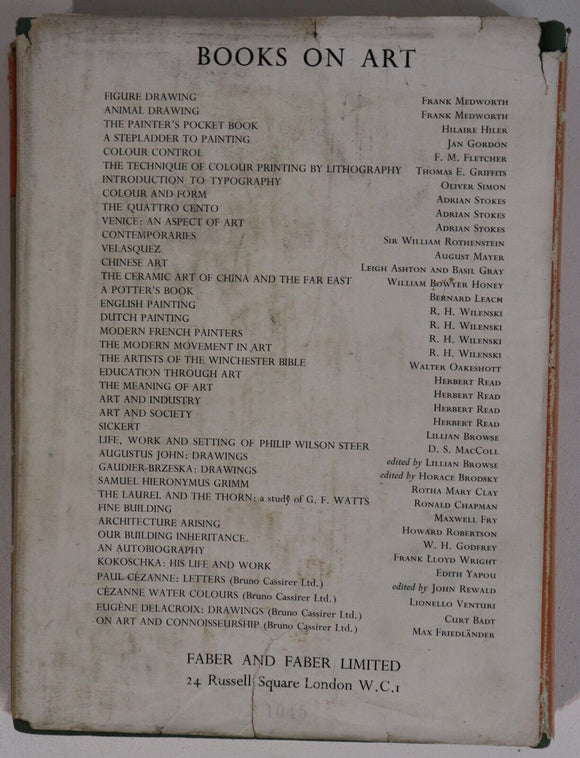 BOOKS ON ART
FIGURE DRAWING Frank Medworth
ANIMAL DRAWING Frank Medworth
THE PAINTER'S POCKET BOOK Hilaire Hiler
A STEPLADDER TO PAINTING Jan Gordon
COLOUR CONTROL F. M. Fletcher
THE TECHNIQUE OF COLOUR PRINTING BY LITHOGRAPHY Thomas E. Griffits
INTRODUCTION TO TYPOGRAPHY Oliver Simon
COLOUR AND FORM Adrian Stokes
THE QUATTRO CENTO Adrian Stokes
VENICE: AN ASPECT OF ART Adrian Stokes
CONTEMPORARIES Sir William Rothenstein
VELASQUEZ August Mayer
CHINESE ART Leigh Ashton and Basil Gray
THE CERAMIC ART OF CHINA AND THE FAR EAST William Bowyer Honey
A POTTER'S BOOK Bernard Leach
ENGLISH PAINTING R. H. Wilenski
DUTCH PAINTING R. H. Wilenski
MODERN FRENCH PAINTERS R. H. Wilenski
THE MODERN MOVEMENT IN ART R. H. Wilenski
THE ARTISTS OF THE WINCHESTER BIBLE Walter Oakeshott
EDUCATION THROUGH ART Herbert Read
THE MEANING OF ART Herbert Read
ART AND INDUSTRY Herbert Read
ART AND SOCIETY Herbert Read
SICKERT Lillian Browse
LIFE, WORK AND SETTING OF PHILIP WILSON STEER D. S. MacColl
AUGUSTUS JOHN: DRAWINGS edited by Lillian Browse
GAUDIER-BRZESKA: DRAWINGS edited by Horace Brodsky
SAMUEL HIERONYMUS GRIMM Rotha Mary Clay
THE LAUREL AND THE THORN: a study of G. F. WATTS Ronald Chapman
FINE BUILDING Maxwell Fry
ARCHITECTURE ARISING Howard Robertson
OUR BUILDING INHERITANCE W. H. Godfrey
AN AUTOBIOGRAPHY Frank Lloyd Wright
KOKOSCHKA: HIS LIFE AND WORK Edith Yapou
PAUL CÉZANNE: LETTERS (Bruno Cassirer Ltd.) edited by John Rewald
CÉZANNE WATER COLOURS (Bruno Cassirer Ltd.) Lionello Venturi
EUGÈNE DELACROIX: DRAWINGS (Bruno Cassirer Ltd.) Curt Badt
ON ART AND CONNOISSEURSHIP (Bruno Cassirer Ltd.) Max Friedländer
FABER AND FABER LIMITED
24 Russell Square London W.C.1